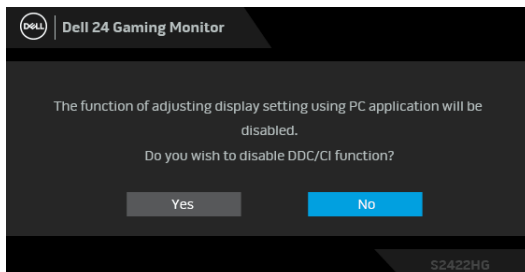 DELL
Dell 24 Gaming Monitor
The function of adjusting display setting using PC application will be
disabled.
Do you wish to disable DDC/CI function?
Yes
No
S2422HG